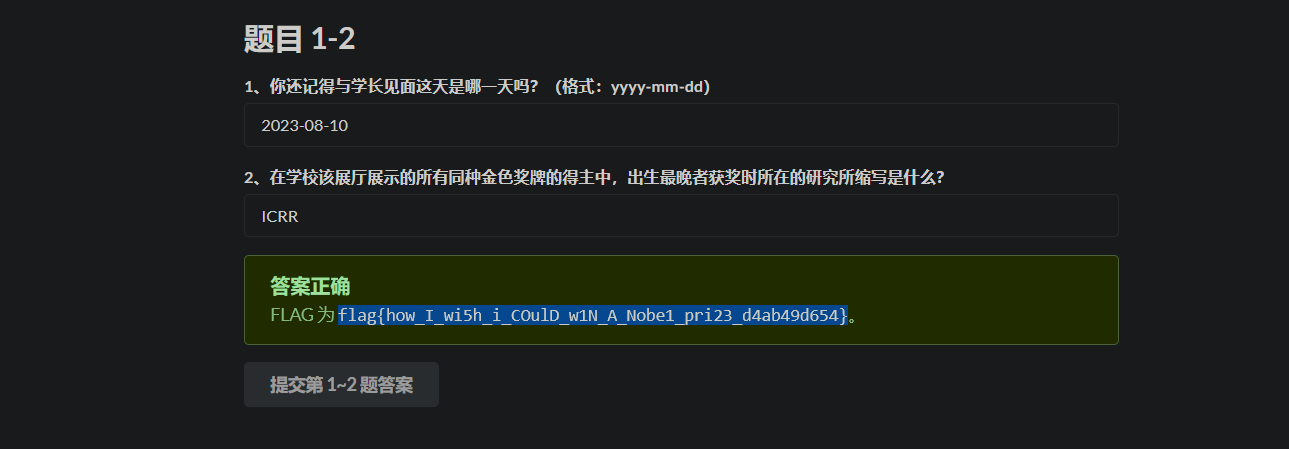 题目 1-2
1、你还记得与学长见面这天是哪一天吗？（格式：yyyy-mm-dd）
2023-08-10
2、在学校该展厅展示的所有同种金色奖牌的得主中，出生最晚者获奖时所在的研究所缩写是什么？
ICRR
答案正确
FLAG 为 flag{how_I_wi5h_i_COulD_w1N_A_Nobe1_pri23_d4ab49d654}。
提交第 1~2 题答案